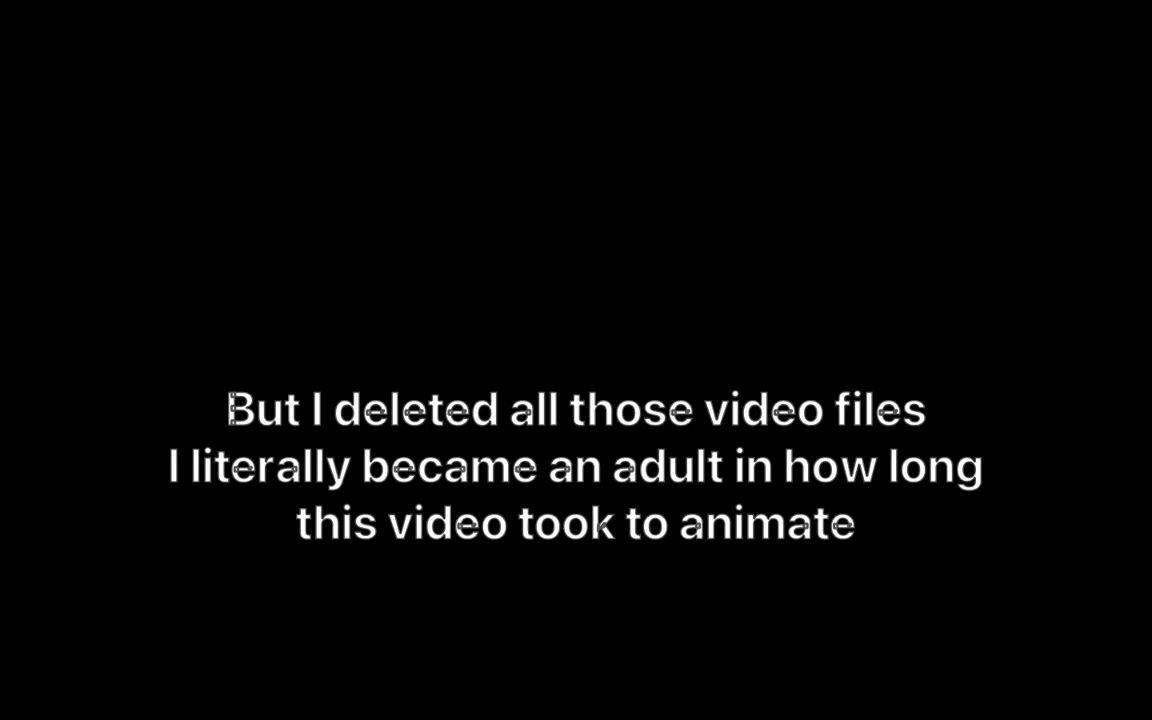 But I deleted all those video files
I literally became an adult in how long
this video took to animate